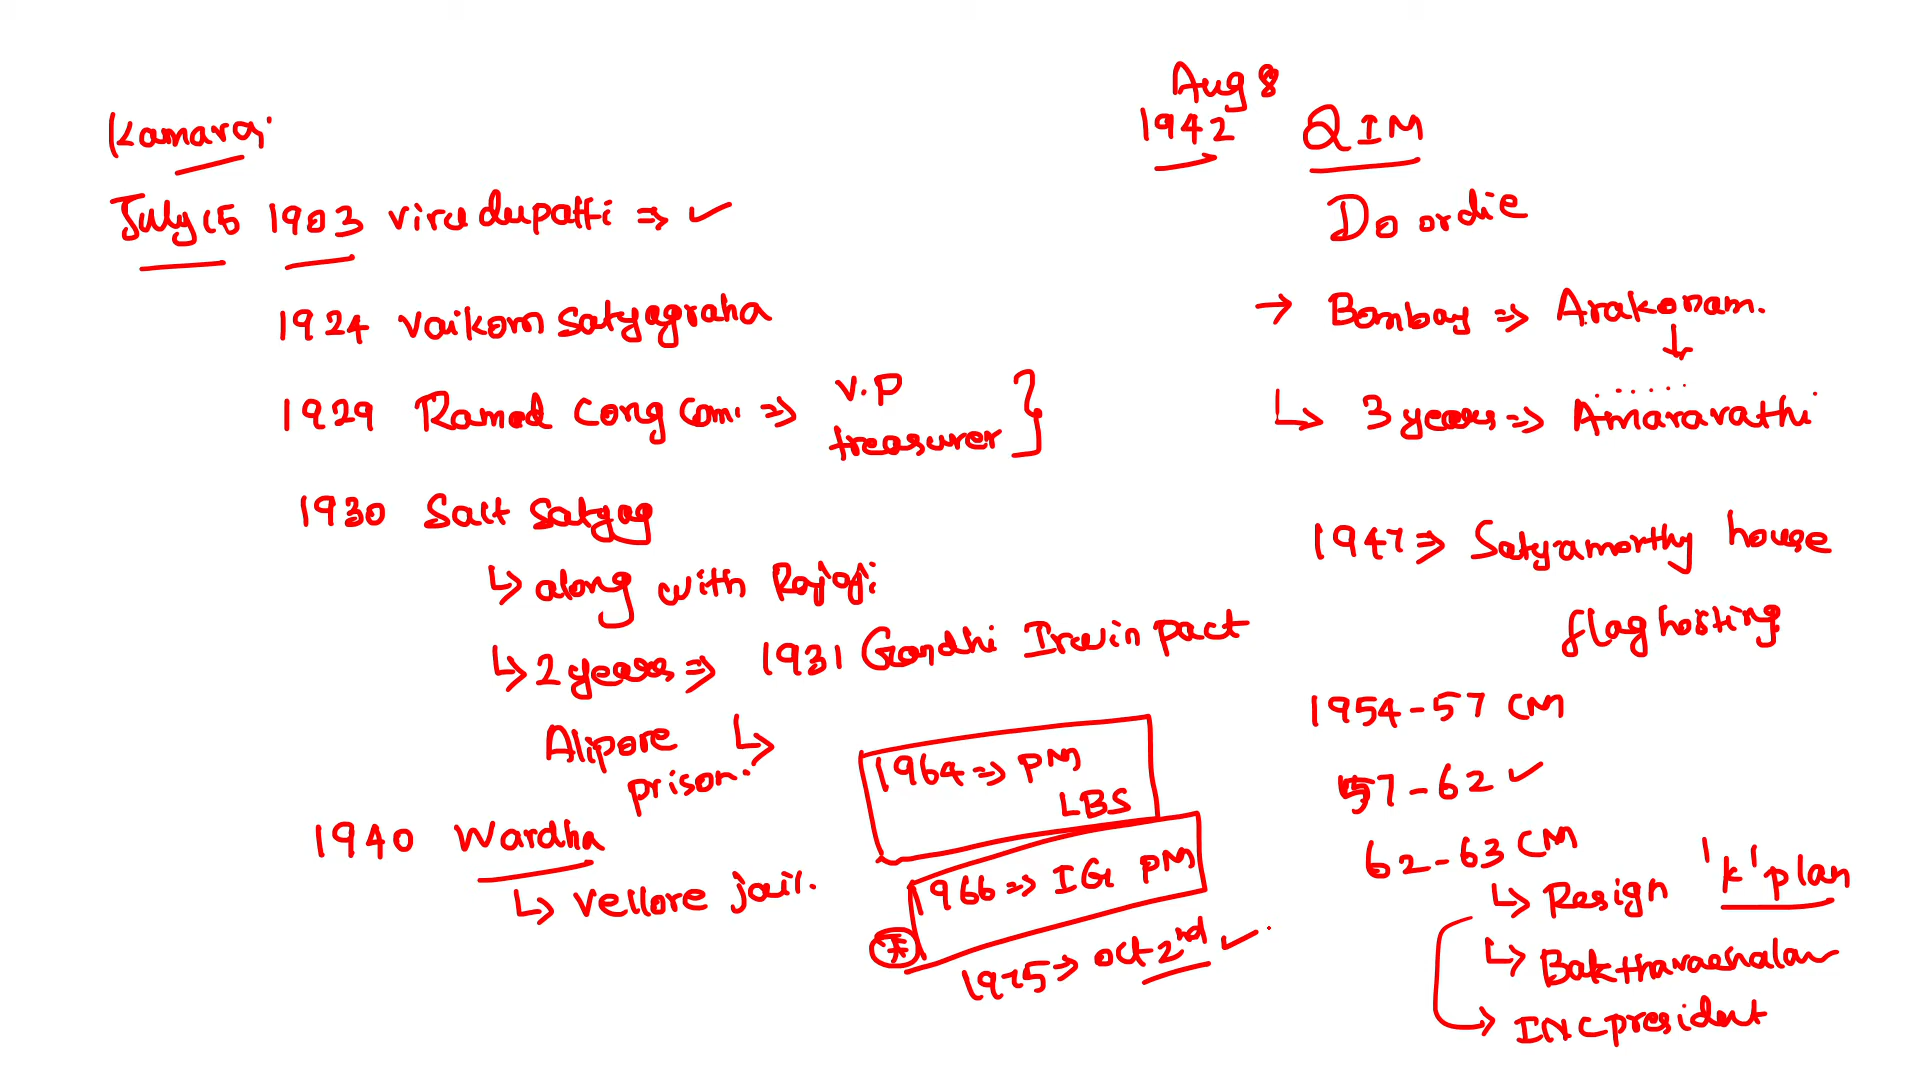 Kamaraj
July 15 1903 virudupatti ⇒ ✓
1924 Vaikom Satyagraha
1929 Ramad Cong Com. ⇒ V.P
treasurer
1930 Salt Satyag
↳ along with Rajaji
↳ 2 years ⇒ 1931 Gandhi Irwin pact
Alipore ↳
prison.
1940 Wardha
↳ Vellore jail.
1964 ⇒ PM
LBS
1966 ⇒ IG PM
1975 → Oct 2nd ✓
Aug 8
1942 QIM
Do or die
→ Bombay ⇒ Arakonam.
↓
↳ 3 years ⇒ Amaravathi
1947 ⇒ Satyamorthy house
flag hosting
1954-57 CM
57-62 ✓
62-63 CM
↳ Resign 'K' plan
↳ Baktharachalam
→ INC president